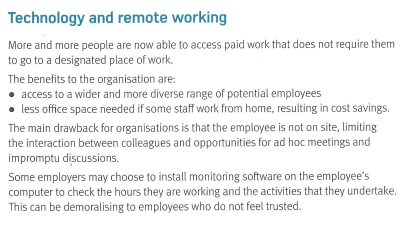 Technology and remote working
More and more people are now able to access paid work that does not require them
to go to a designated place of work.
The benefits to the organisation are:
● access to a wider and more diverse range of potential employees
● less office space needed if some staff work from home, resulting in cost savings.
The main drawback for organisations is that the employee is not on site, limiting
the interaction between colleagues and opportunities for ad hoc meetings and
impromptu discussions.
Some employers may choose to install monitoring software on the employee's
computer to check the hours they are working and the activities that they undertake.
This can be demoralising to employees who do not feel trusted.